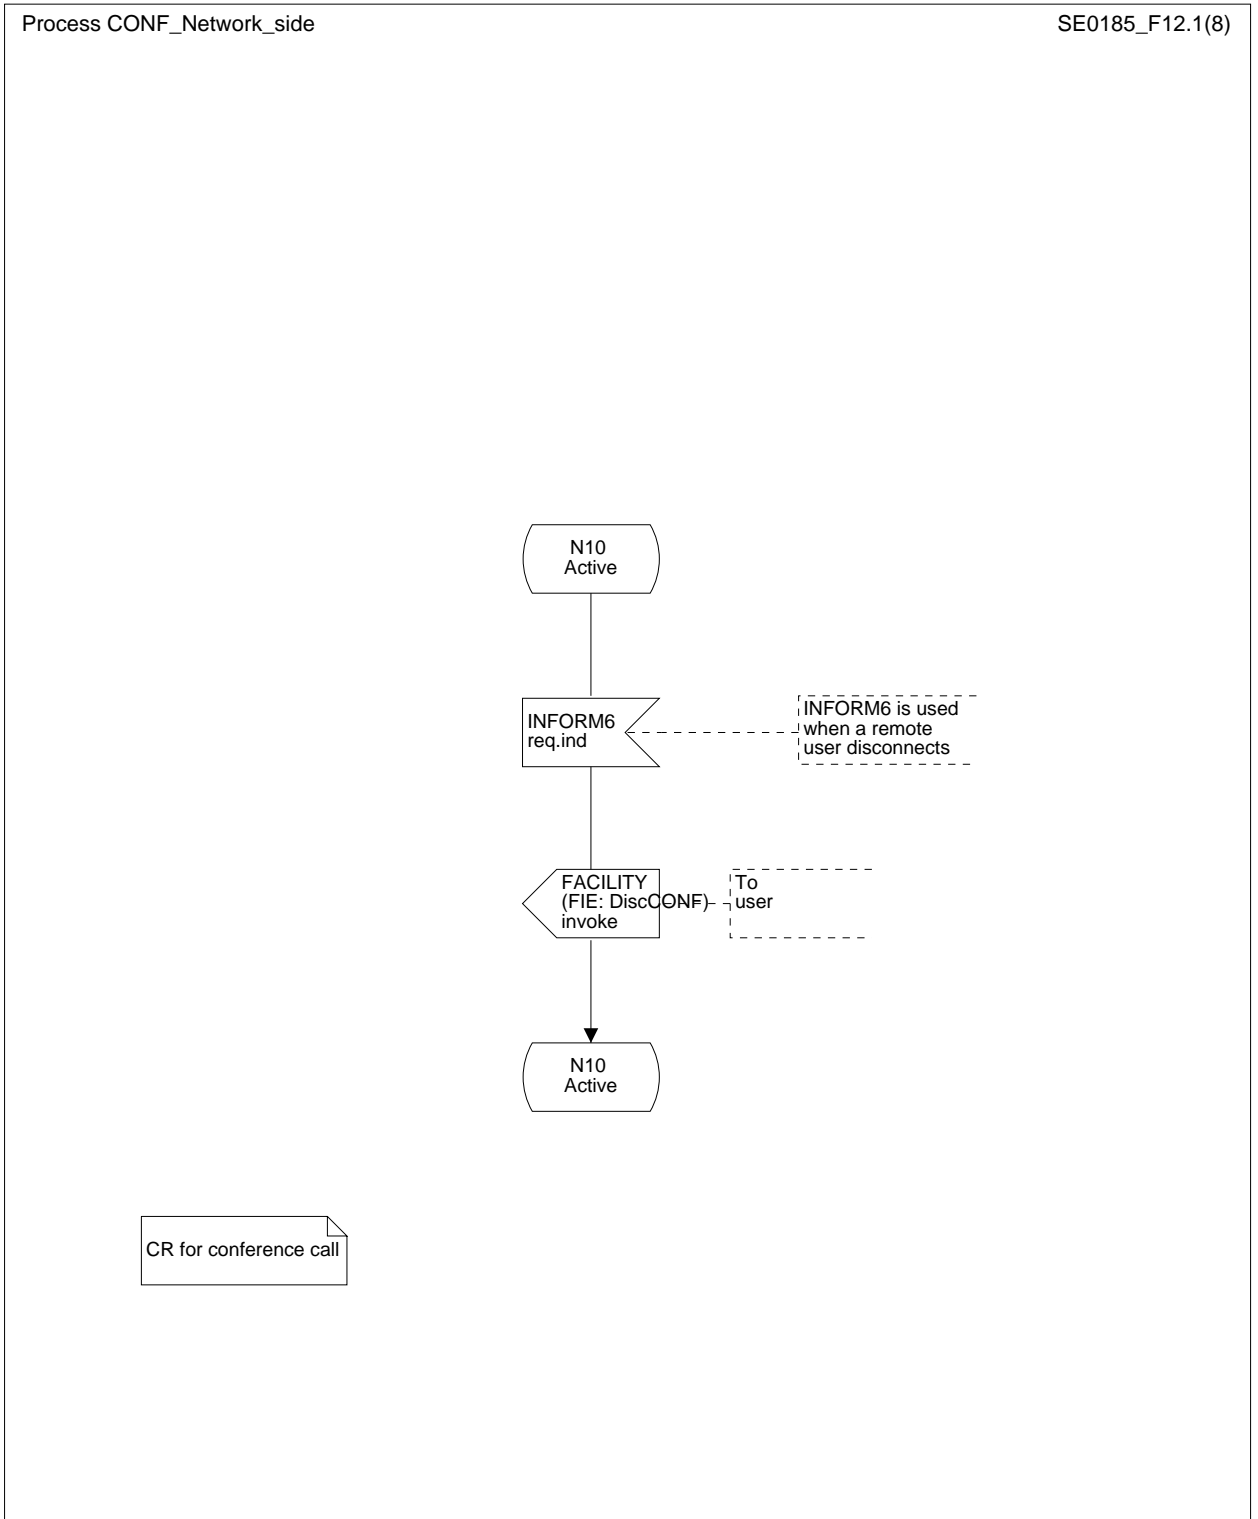 Process CONF_Network_side
SE0185_F12.1(8)
N10
Active
INFORM6
req.ind
INFORM6 is used
when a remote
user disconnects
FACILITY
(FIE: DiscCONF)
invoke
To
user
N10
Active
CR for conference call